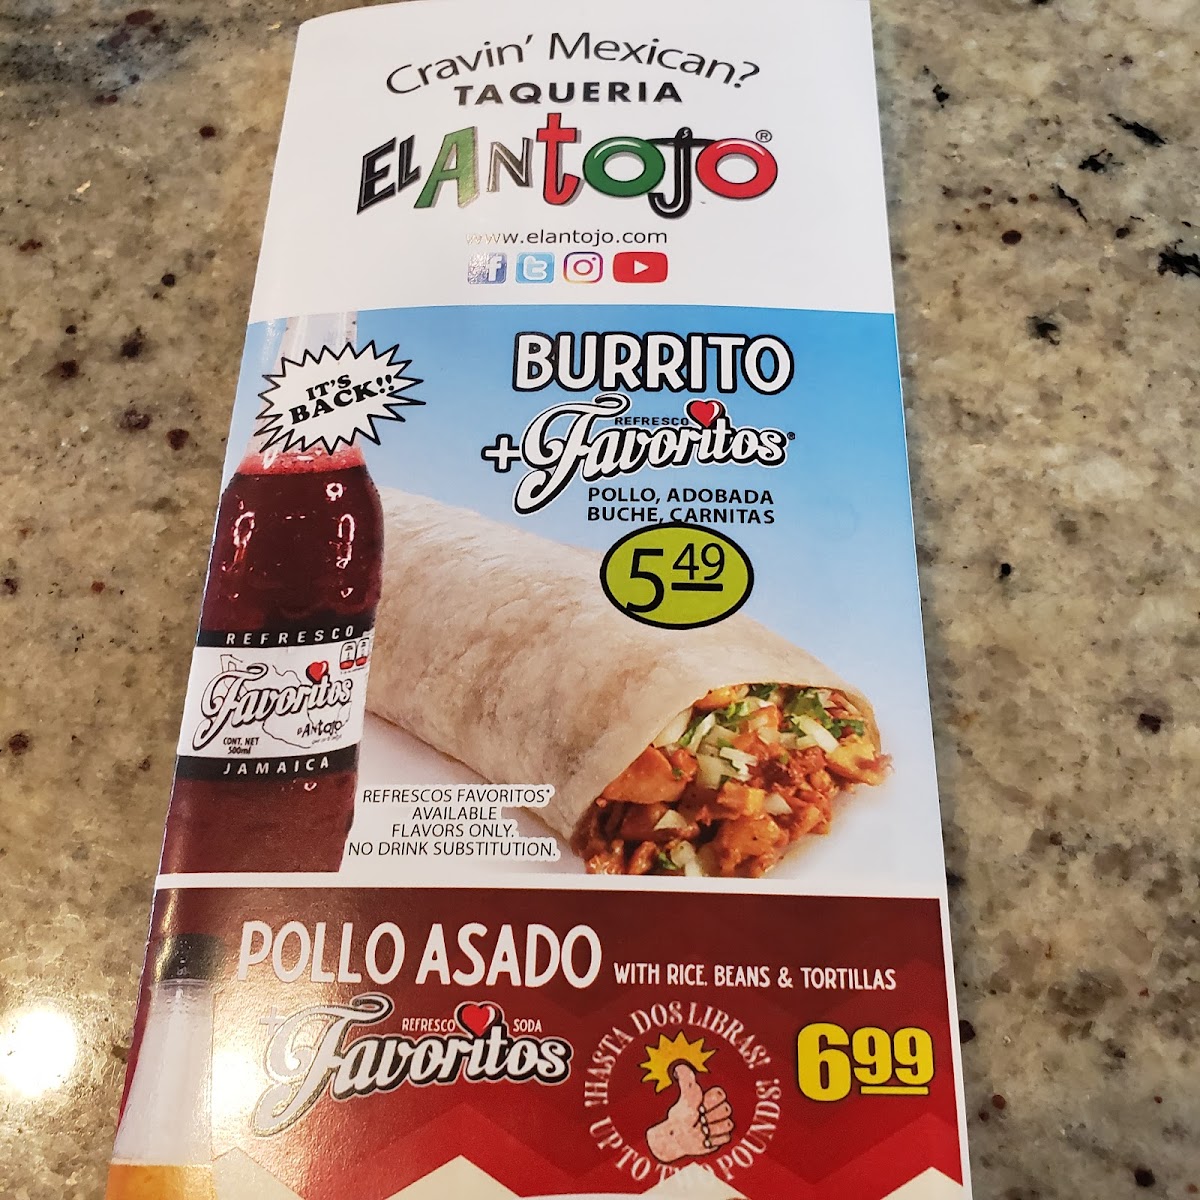 Cravin' Mexican?
TAQUERIA
EL ANTOJO®
www.elantojo.com
IT'S
BACK!!
BURRITO
REFRESCO
+Favoritos®
POLLO, ADOBADA
BUCHE, CARNITAS
5.49
REFRESCO
Favoritos
EL ANTOJO
CONT. NET
500ml
JAMAICA
REFRESCOS FAVORITOS*
AVAILABLE
FLAVORS ONLY.
NO DRINK SUBSTITUTION.
POLLO ASADO WITH RICE, BEANS & TORTILLAS
REFRESCO SODA
+Favoritos
¡HASTA DOS LIBRAS!
¡UP TO TWO POUNDS!
6.99